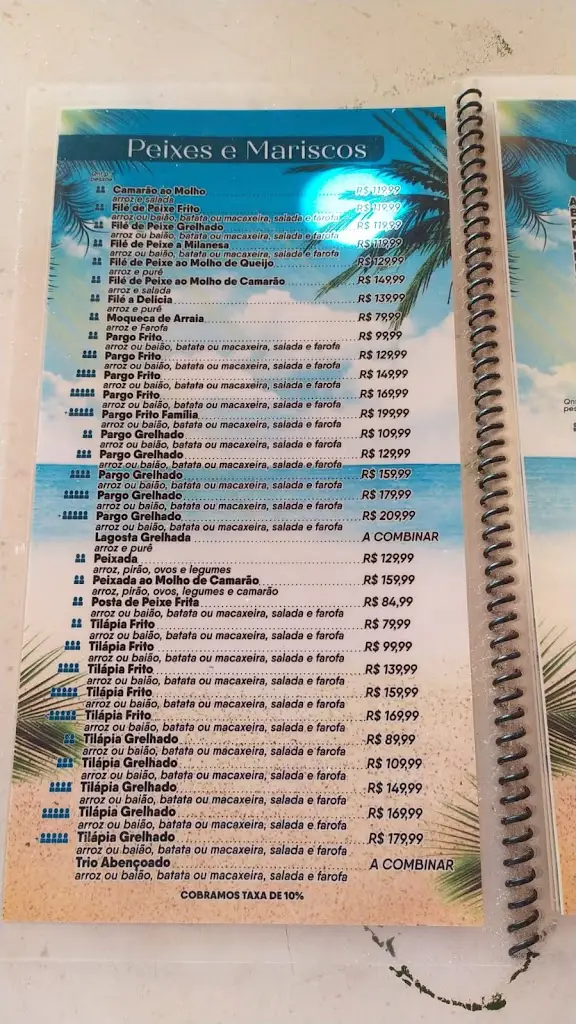 Peixes e Mariscos
pessoa
Camarão ao Molho R$ 119,99
arroz e salada
Filé de Peixe Frito R$ 119,99
arroz ou baião, batata ou macaxeira, salada e farofa
Filé de Peixe Grelhado R$ 119,99
arroz ou baião, batata ou macaxeira, salada e farofa
Filé de Peixe a Milanesa R$ 119,99
arroz ou baião, batata ou macaxeira, salada e farofa
Filé de Peixe ao Molho de Queijo R$ 129,99
arroz e purê
Filé de Peixe ao Molho de Camarão R$ 149,99
arroz e salada
Filé a Delicia R$ 139,99
arroz e purê
Moqueca de Arraia R$ 79,99
arroz e Farofa
Pargo Frito R$ 99,99
arroz ou baião, batata ou macaxeira, salada e farofa
Pargo Frito R$ 129,99
arroz ou baião, batata ou macaxeira, salada e farofa
Pargo Frito R$ 149,99
arroz ou baião, batata ou macaxeira, salada e farofa
Pargo Frito R$ 169,99
arroz ou baião, batata ou macaxeira, salada e farofa
Pargo Frito Família R$ 199,99
arroz ou baião, batata ou macaxeira, salada e farofa
Pargo Grelhado R$ 109,99
arroz ou baião, batata ou macaxeira, salada e farofa
Pargo Grelhado R$ 129,99
arroz ou baião, batata ou macaxeira, salada e farofa
Pargo Grelhado R$ 159,99
arroz ou baião, batata ou macaxeira, salada e farofa
Pargo Grelhado R$ 179,99
arroz ou baião, batata ou macaxeira, salada e farofa
Pargo Grelhado R$ 209,99
arroz ou baião, batata ou macaxeira, salada e farofa
Lagosta Grelhada A COMBINAR
arroz e purê
Peixada R$ 129,99
arroz, pirão, ovos e legumes
Peixada ao Molho de Camarão R$ 159,99
arroz, pirão, ovos, legumes e camarão
Posta de Peixe Frita R$ 84,99
arroz ou baião, batata ou macaxeira, salada e farofa
Tilápia Frito R$ 79,99
arroz ou baião, batata ou macaxeira, salada e farofa
Tilápia Frito R$ 99,99
arroz ou baião, batata ou macaxeira, salada e farofa
Tilápia Frito R$ 139,99
arroz ou baião, batata ou macaxeira, salada e farofa
Tilápia Frito R$ 159,99
arroz ou baião, batata ou macaxeira, salada e farofa
Tilápia Frito R$ 169,99
arroz ou baião, batata ou macaxeira, salada e farofa
Tilápia Grelhado R$ 89,99
arroz ou baião, batata ou macaxeira, salada e farofa
Tilápia Grelhado R$ 109,99
arroz ou baião, batata ou macaxeira, salada e farofa
Tilápia Grelhado R$ 149,99
arroz ou baião, batata ou macaxeira, salada e farofa
Tilápia Grelhado R$ 169,99
arroz ou baião, batata ou macaxeira, salada e farofa
Tilápia Grelhado R$ 179,99
arroz ou baião, batata ou macaxeira, salada e farofa
Trio Abençoado A COMBINAR
arroz ou baião, batata ou macaxeira, salada e farofa
COBRAMOS TAXA DE 10%